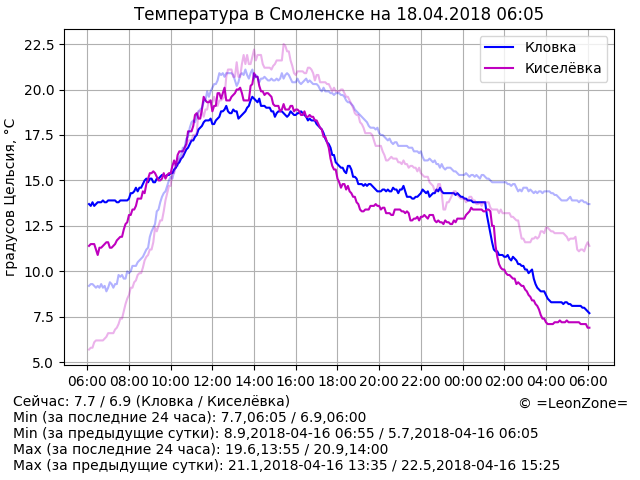 Температура в Смоленске на 18.04.2018 06:05
Кловка
Киселёвка
градусов Цельсия, °C
22.5
20.0
17.5
15.0
12.5
10.0
7.5
5.0
06:00 08:00 10:00 12:00 14:00 16:00 18:00 20:00 22:00 00:00 02:00 04:00 06:00
Сейчас: 7.7 / 6.9 (Кловка / Киселёвка)
© =LeonZone=
Min (за последние 24 часа): 7.7,06:05 / 6.9,06:00
Min (за предыдущие сутки): 8.9,2018-04-16 06:55 / 5.7,2018-04-16 06:05
Max (за последние 24 часа): 19.6,13:55 / 20.9,14:00
Max (за предыдущие сутки): 21.1,2018-04-16 13:35 / 22.5,2018-04-16 15:25